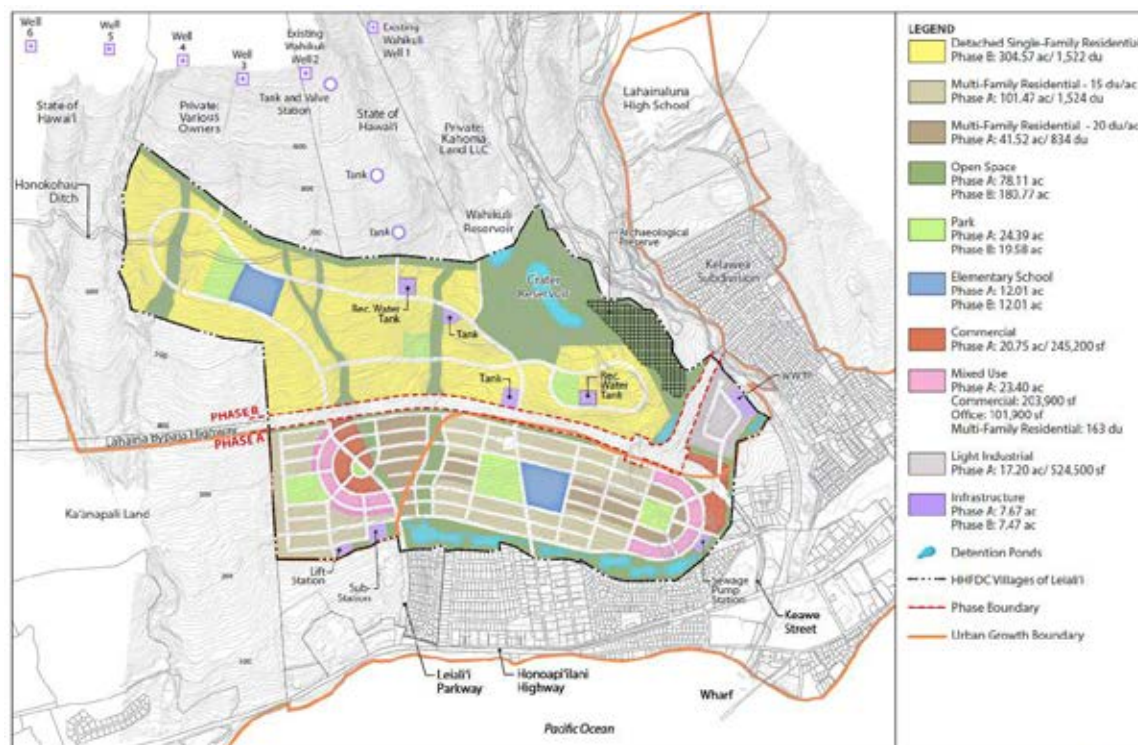 Well
6
Well
5
Well
4
Well
3
Existing
Wahikuli
Well 2
Existing
Wahikuli
Well 1
Tank and Valve
Station
State of
Hawai'i
Private:
Various
Owners
State of
Hawai'i
Private:
Kahoma
Land LLC
Lahainaluna
High School
Honokohau
Ditch
Tank
Tank
Wahikuli
Reservoir
Archaeological
Preserve
Crater
Reservoir
Kelawea
Subdivision
Rec. Water
Tank
Tank
Tank
Rec.
Water
Tank
WWTP
PHASE B
Lahaina Bypass Highway
PHASE A
Ka'anapali Land
Lift
Station
Sub-
Station
Sewage
Pump
Station
Keawe
Street
Leiali'i
Parkway
Honoapi'ilani
Highway
Wharf
Pacific Ocean
LEGEND
Detached Single-Family Residential
Phase B: 304.57 ac/ 1,522 du
Multi-Family Residential - 15 du/ac
Phase A: 101.47 ac/ 1,524 du
Multi-Family Residential - 20 du/ac
Phase A: 41.52 ac/ 834 du
Open Space
Phase A: 78.11 ac
Phase B: 180.77 ac
Park
Phase A: 24.39 ac
Phase B: 19.58 ac
Elementary School
Phase A: 12.01 ac
Phase B: 12.01 ac
Commercial
Phase A: 20.75 ac/ 245,200 sf
Mixed Use
Phase A: 23.40 ac
Commercial: 203,900 sf
Office: 101,900 sf
Multi-Family Residential: 163 du
Light Industrial
Phase A: 17.20 ac/ 524,500 sf
Infrastructure
Phase A: 7.67 ac
Phase B: 7.47 ac
Detention Ponds
HHFDC Villages of Leiali'i
Phase Boundary
Urban Growth Boundary